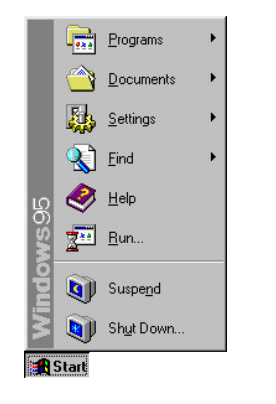 Programs
Documents
Settings
Find
Help
Run...
Suspend
Shut Down...
Windows95
Start